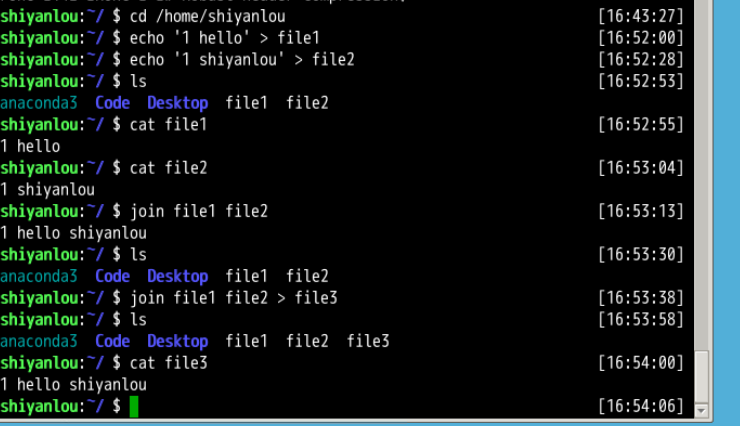 shiyanlou:~/ $ cd /home/shiyanlou [16:43:27]
shiyanlou:~/ $ echo '1 hello' > file1 [16:52:00]
shiyanlou:~/ $ echo '1 shiyanlou' > file2 [16:52:28]
shiyanlou:~/ $ ls [16:52:53]
anaconda3 Code Desktop file1 file2
shiyanlou:~/ $ cat file1 [16:52:55]
1 hello
shiyanlou:~/ $ cat file2 [16:53:04]
1 shiyanlou
shiyanlou:~/ $ join file1 file2 [16:53:13]
1 hello shiyanlou
shiyanlou:~/ $ ls [16:53:30]
anaconda3 Code Desktop file1 file2
shiyanlou:~/ $ join file1 file2 > file3 [16:53:38]
shiyanlou:~/ $ ls [16:53:58]
anaconda3 Code Desktop file1 file2 file3
shiyanlou:~/ $ cat file3 [16:54:00]
1 hello shiyanlou
shiyanlou:~/ $ [16:54:06]